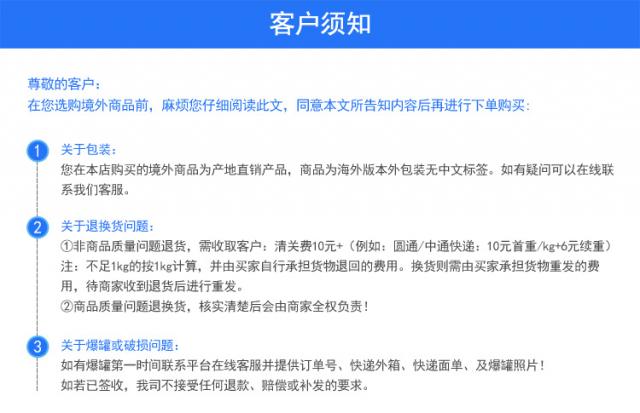 客户须知
尊敬的客户：
在您选购境外商品前，麻烦您仔细阅读此文，同意本文所告知内容后再进行下单购买：
1
关于包装：
您在本店购买的境外商品为产地直销产品，商品为海外版本外包装无中文标签。如有疑问可以在线联
系我们客服。
2
关于退换货问题：
①非商品质量问题退货，需收取客户：清关费10元+（例如：圆通/中通快递：10元首重/kg+6元续重）
注：不足1kg的按1kg计算，并由买家自行承担货物退回的费用。换货则需由买家承担货物重发的费
用，待商家收到退货后进行重发。
②商品质量问题退换货，核实清楚后会由商家全权负责！
3
关于爆罐或破损问题：
如有爆罐第一时间联系平台在线客服并提供订单号、快递外箱、快递面单、及爆罐照片！
如若已签收，我司不接受任何退款、赔偿或补发的要求。